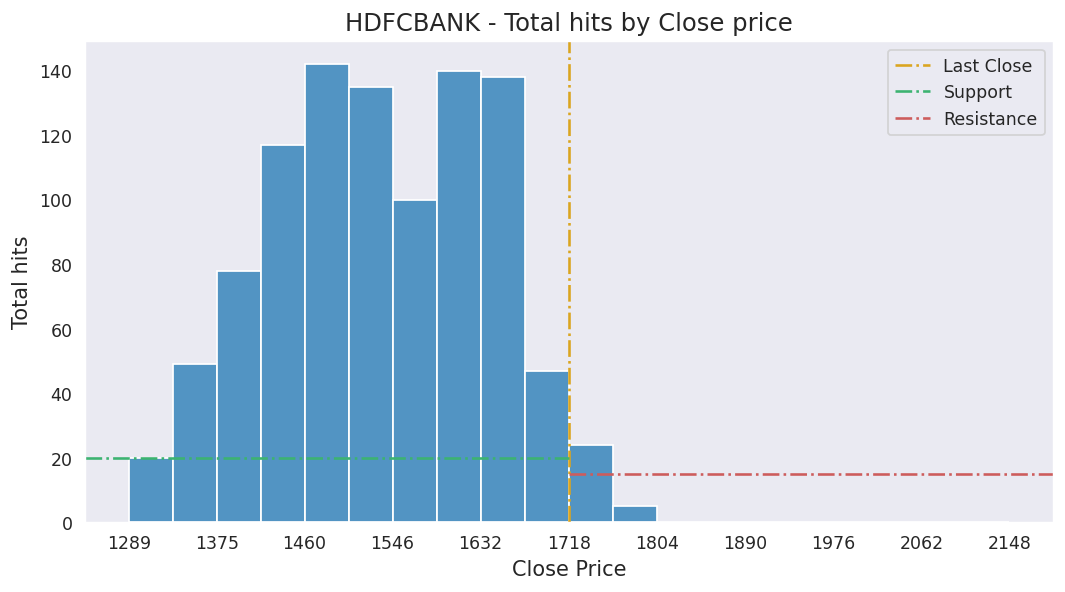 HDFCBANK - Total hits by Close price
Last Close
Support
Resistance
Total hits
140
120
100
80
60
40
20
0
1289 1375 1460 1546 1632 1718 1804 1890 1976 2062 2148
Close Price